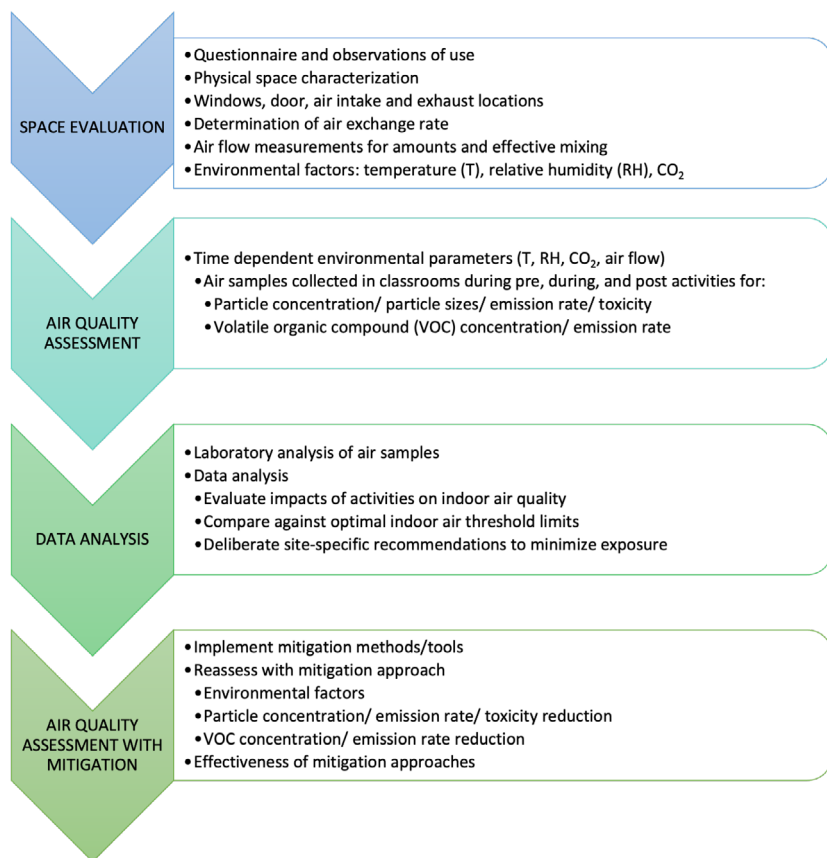 SPACE EVALUATION
•Questionnaire and observations of use
•Physical space characterization
•Windows, door, air intake and exhaust locations
•Determination of air exchange rate
•Air flow measurements for amounts and effective mixing
•Environmental factors: temperature (T), relative humidity (RH), CO₂
AIR QUALITY
ASSESSMENT
•Time dependent environmental parameters (T, RH, CO₂, air flow)
•Air samples collected in classrooms during pre, during, and post activities for:
•Particle concentration/ particle sizes/ emission rate/ toxicity
•Volatile organic compound (VOC) concentration/ emission rate
DATA ANALYSIS
•Laboratory analysis of air samples
•Data analysis
•Evaluate impacts of activities on indoor air quality
•Compare against optimal indoor air threshold limits
•Deliberate site-specific recommendations to minimize exposure
AIR QUALITY
ASSESSMENT WITH
MITIGATION
•Implement mitigation methods/tools
•Reassess with mitigation approach
•Environmental factors
•Particle concentration/ emission rate/ toxicity reduction
•VOC concentration/ emission rate reduction
•Effectiveness of mitigation approaches